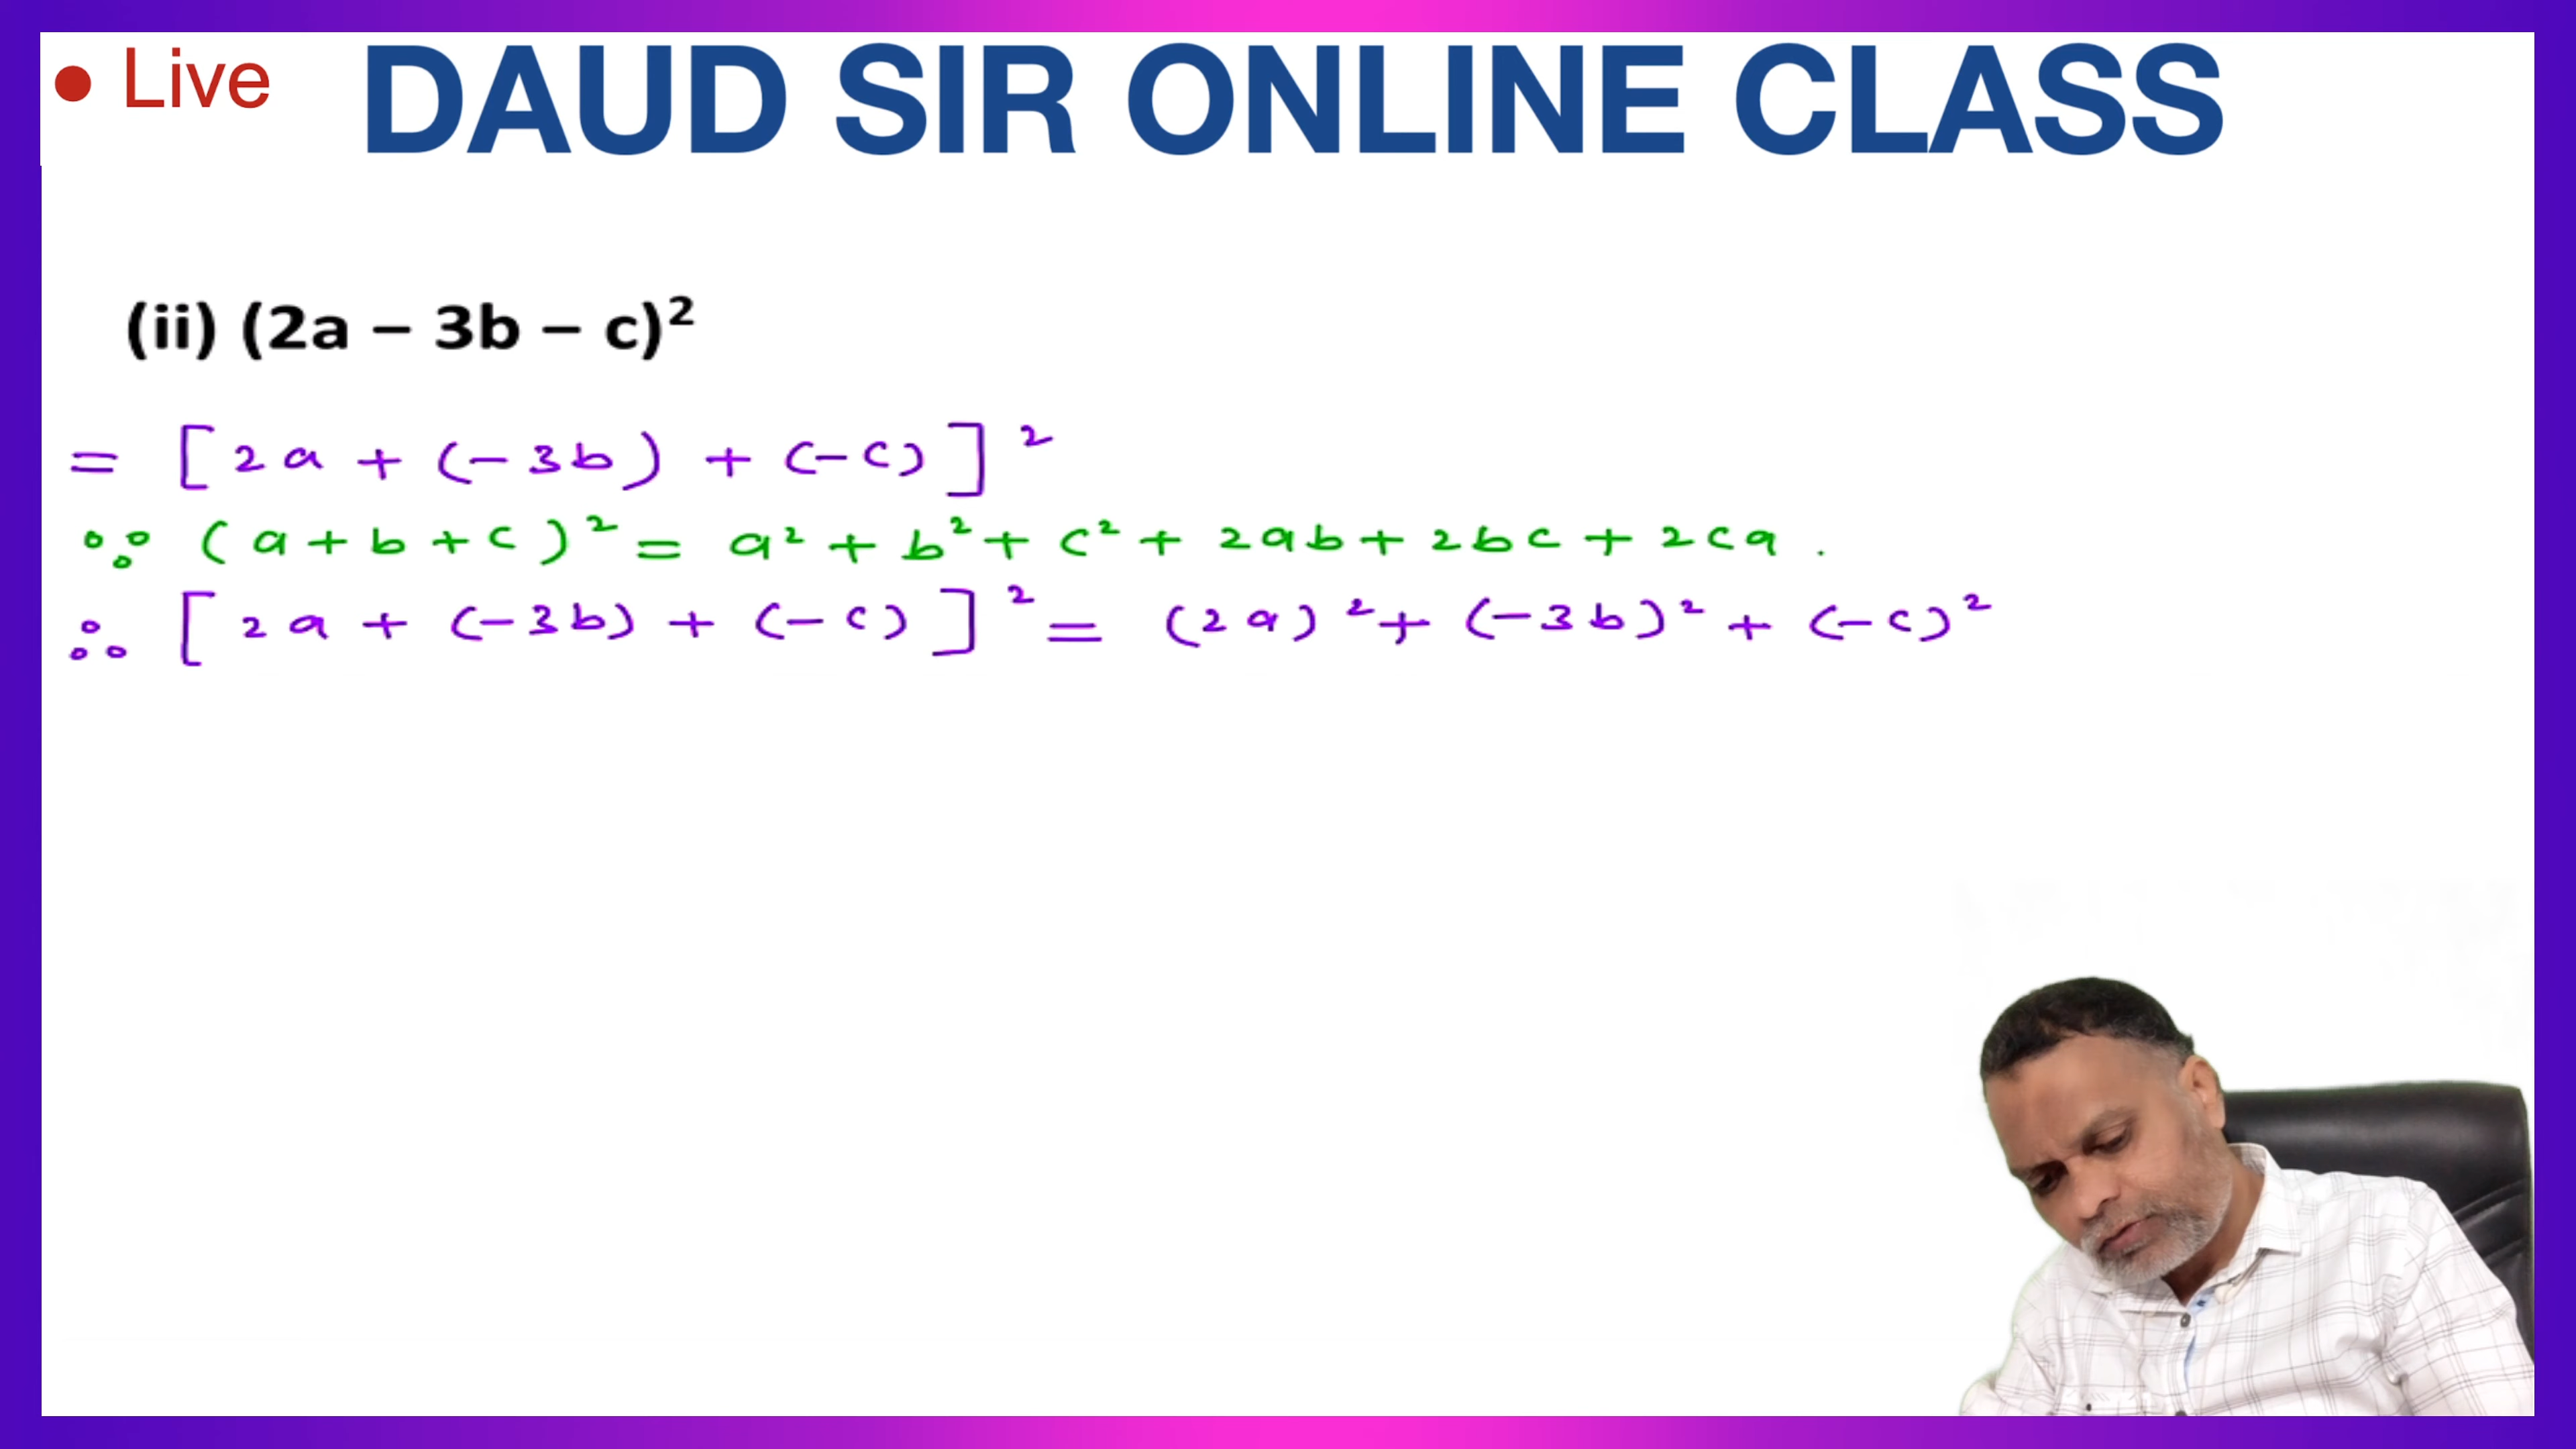 • Live DAUD SIR ONLINE CLASS
(ii) (2a – 3b – c)²
= [2a + (-3b) + (-c)]²
∵ (a+b+c)² = a² + b² + c² + 2ab + 2bc + 2ca .
∴ [2a + (-3b) + (-c)]² = (2a)² + (-3b)² + (-c)²